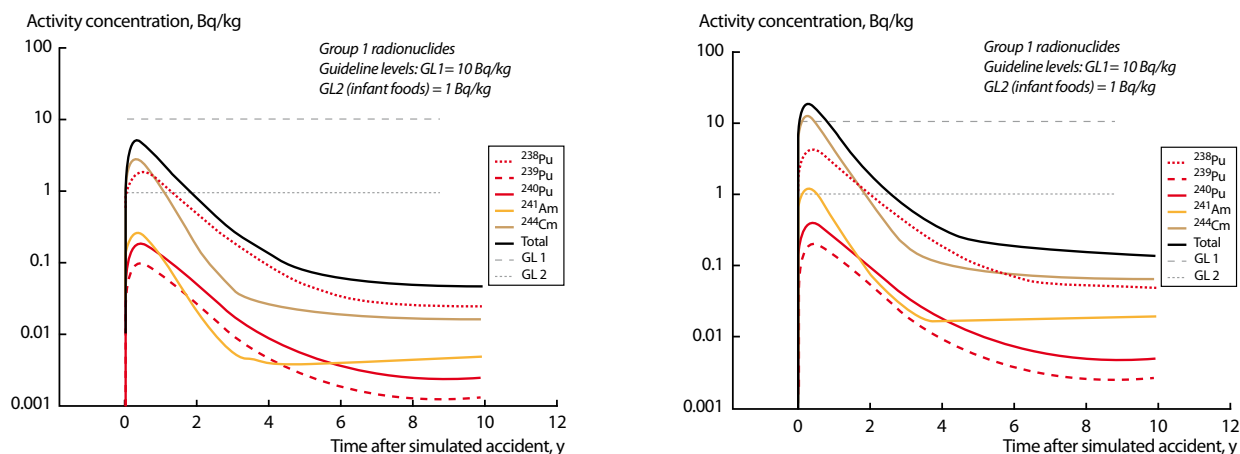 Activity concentration, Bq/kg
100
10
1
0.1
0.01
0.001
0 2 4 6 8 10 12
Time after simulated accident, y
Group 1 radionuclides
Guideline levels: GL1= 10 Bq/kg
GL2 (infant foods) = 1 Bq/kg
²³⁸Pu
²³⁹Pu
²⁴⁰Pu
²⁴¹Am
²⁴⁴Cm
Total
GL 1
GL 2
Activity concentration, Bq/kg
100
10
1
0.1
0.01
0.001
0 2 4 6 8 10 12
Time after simulated accident, y
Group 1 radionuclides
Guideline levels: GL1= 10 Bq/kg
GL2 (infant foods) = 1 Bq/kg
²³⁸Pu
²³⁹Pu
²⁴⁰Pu
²⁴¹Am
²⁴⁴Cm
Total
GL 1
GL 2